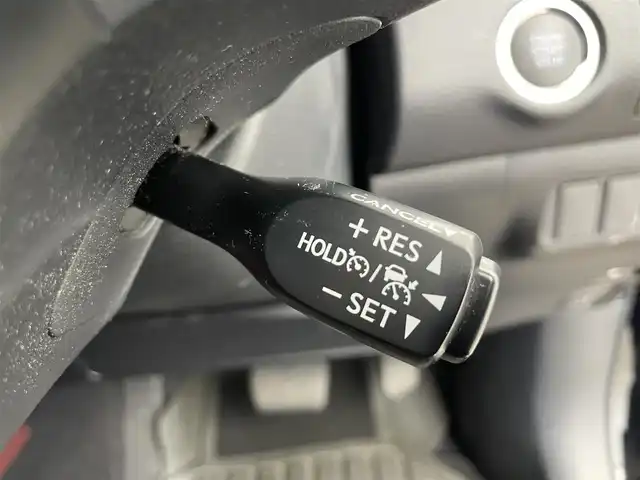 CANCEL
+ RES
HOLD /
- SET